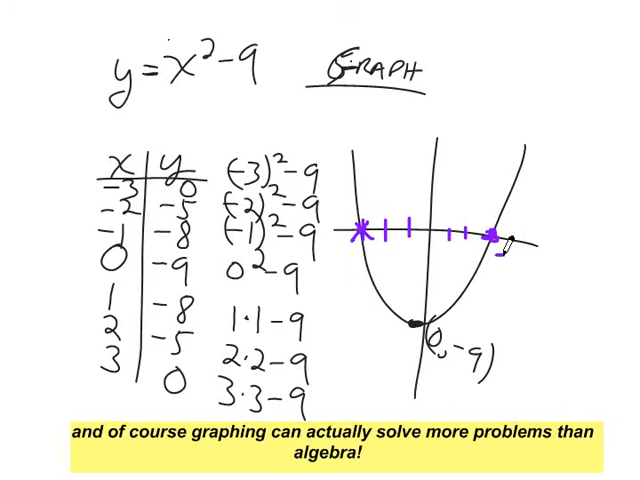 y = x² - 9
GRAPH
x y
-3 0 (-3)² - 9
-2 -5 (-2)² - 9
-1 -8 (-1)² - 9
0 -9 0² - 9
1 -8 1·1 - 9
2 -5 2·2 - 9
3 0 3·3 - 9
(0, -9)
and of course graphing can actually solve more problems than
algebra!